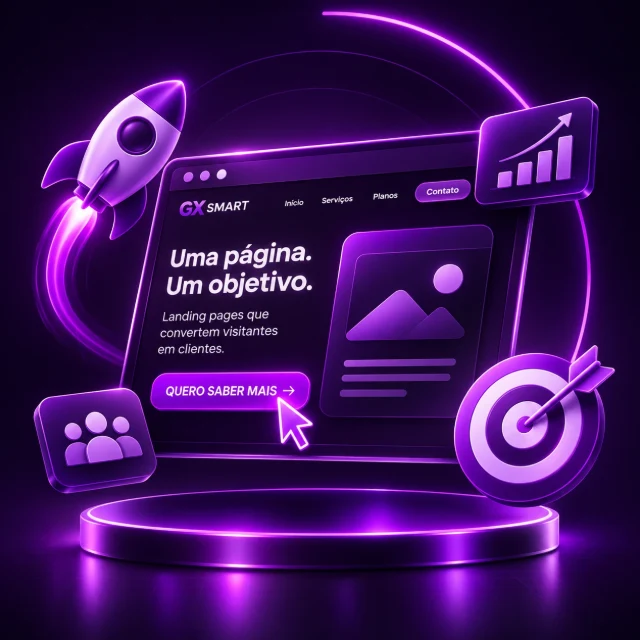 GX SMART
Início
Serviços
Planos
Contato
Uma página.
Um objetivo.
Landing pages que
convertem visitantes
em clientes.
QUERO SABER MAIS →